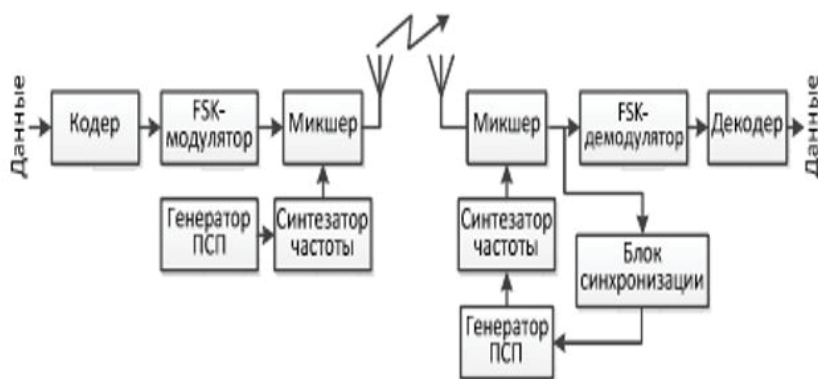 Данные
Кодер
FSK-
модулятор
Микшер
Генератор
ПСП
Синтезатор
частоты
Микшер
FSK-
демодулятор
Декодер
Данные
Синтезатор
частоты
Блок
синхронизации
Генератор
ПСП